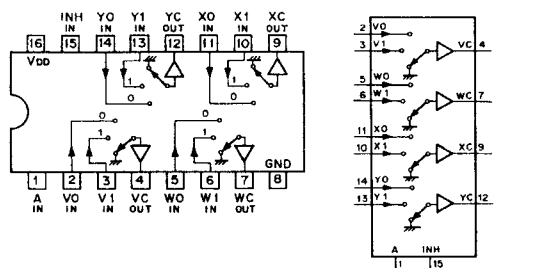 INH Y0 Y1 YC X0 X1 XC
IN IN IN OUT IN IN OUT
16 15 14 13 12 11 10 9
VDD
1 0 1 0
0 1 0 1
GND
1 2 3 4 5 6 7 8
A V0 V1 VC W0 W1 WC
IN IN IN OUT IN IN OUT
2 V0
3 V1 VC 4
5 W0
6 W1 WC 7
11 X0
10 X1 XC 9
14 Y0
13 Y1 YC 12
A INH
1 15